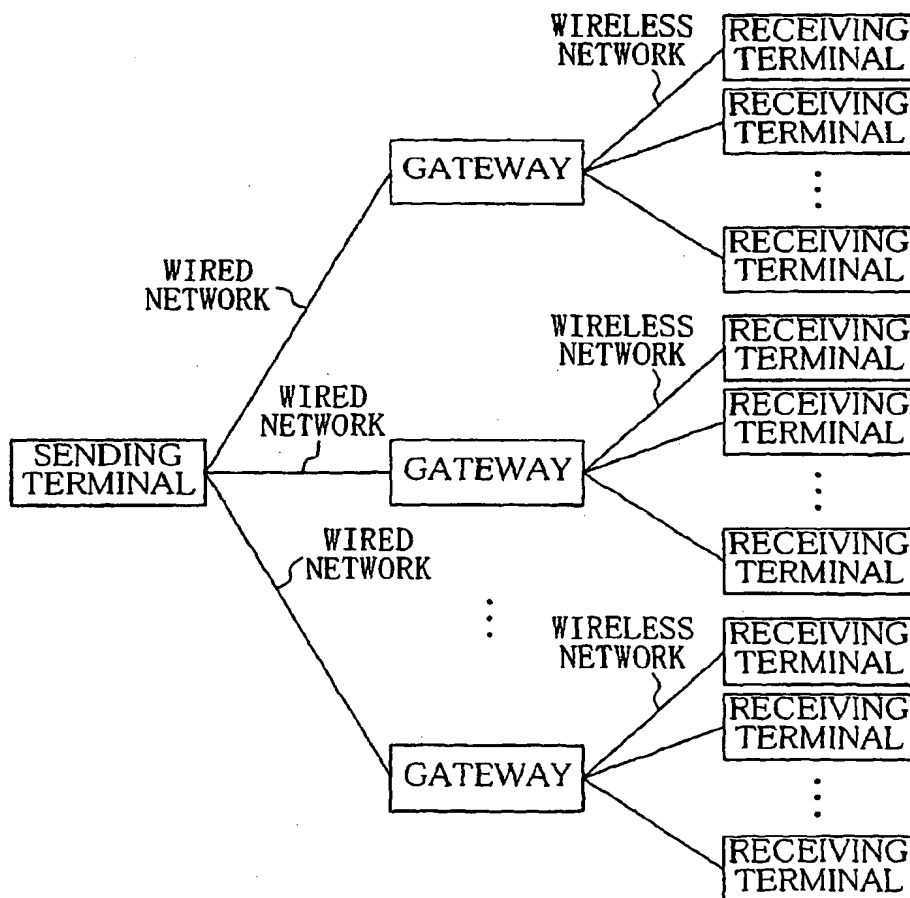 WIRELESS
NETWORK
RECEIVING
TERMINAL
RECEIVING
TERMINAL
GATEWAY
RECEIVING
TERMINAL
WIRED
NETWORK
WIRELESS
NETWORK
RECEIVING
TERMINAL
WIRED
NETWORK
RECEIVING
TERMINAL
SENDING
TERMINAL
GATEWAY
WIRED
NETWORK
RECEIVING
TERMINAL
WIRELESS
NETWORK
RECEIVING
TERMINAL
RECEIVING
TERMINAL
GATEWAY
RECEIVING
TERMINAL